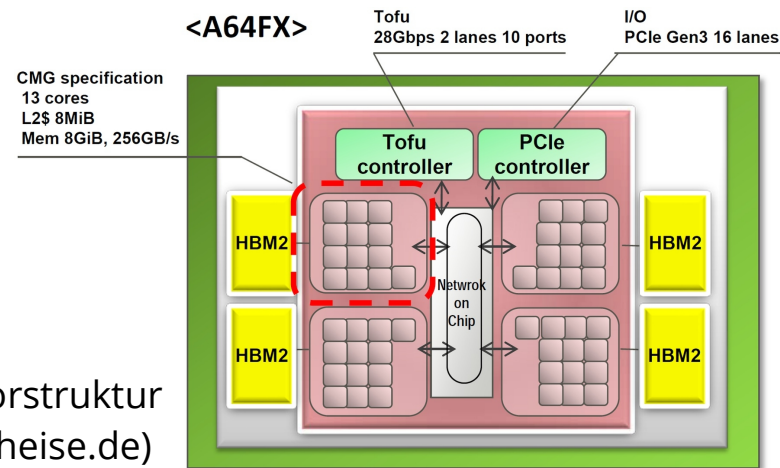 <A64FX>
Tofu
28Gbps 2 lanes 10 ports
I/O
PCIe Gen3 16 lanes
CMG specification
13 cores
L2$ 8MiB
Mem 8GiB, 256GB/s
Tofu
controller
PCIe
controller
HBM2
HBM2
Netwrok
on
Chip
HBM2
HBM2
orstruktur
heise.de)